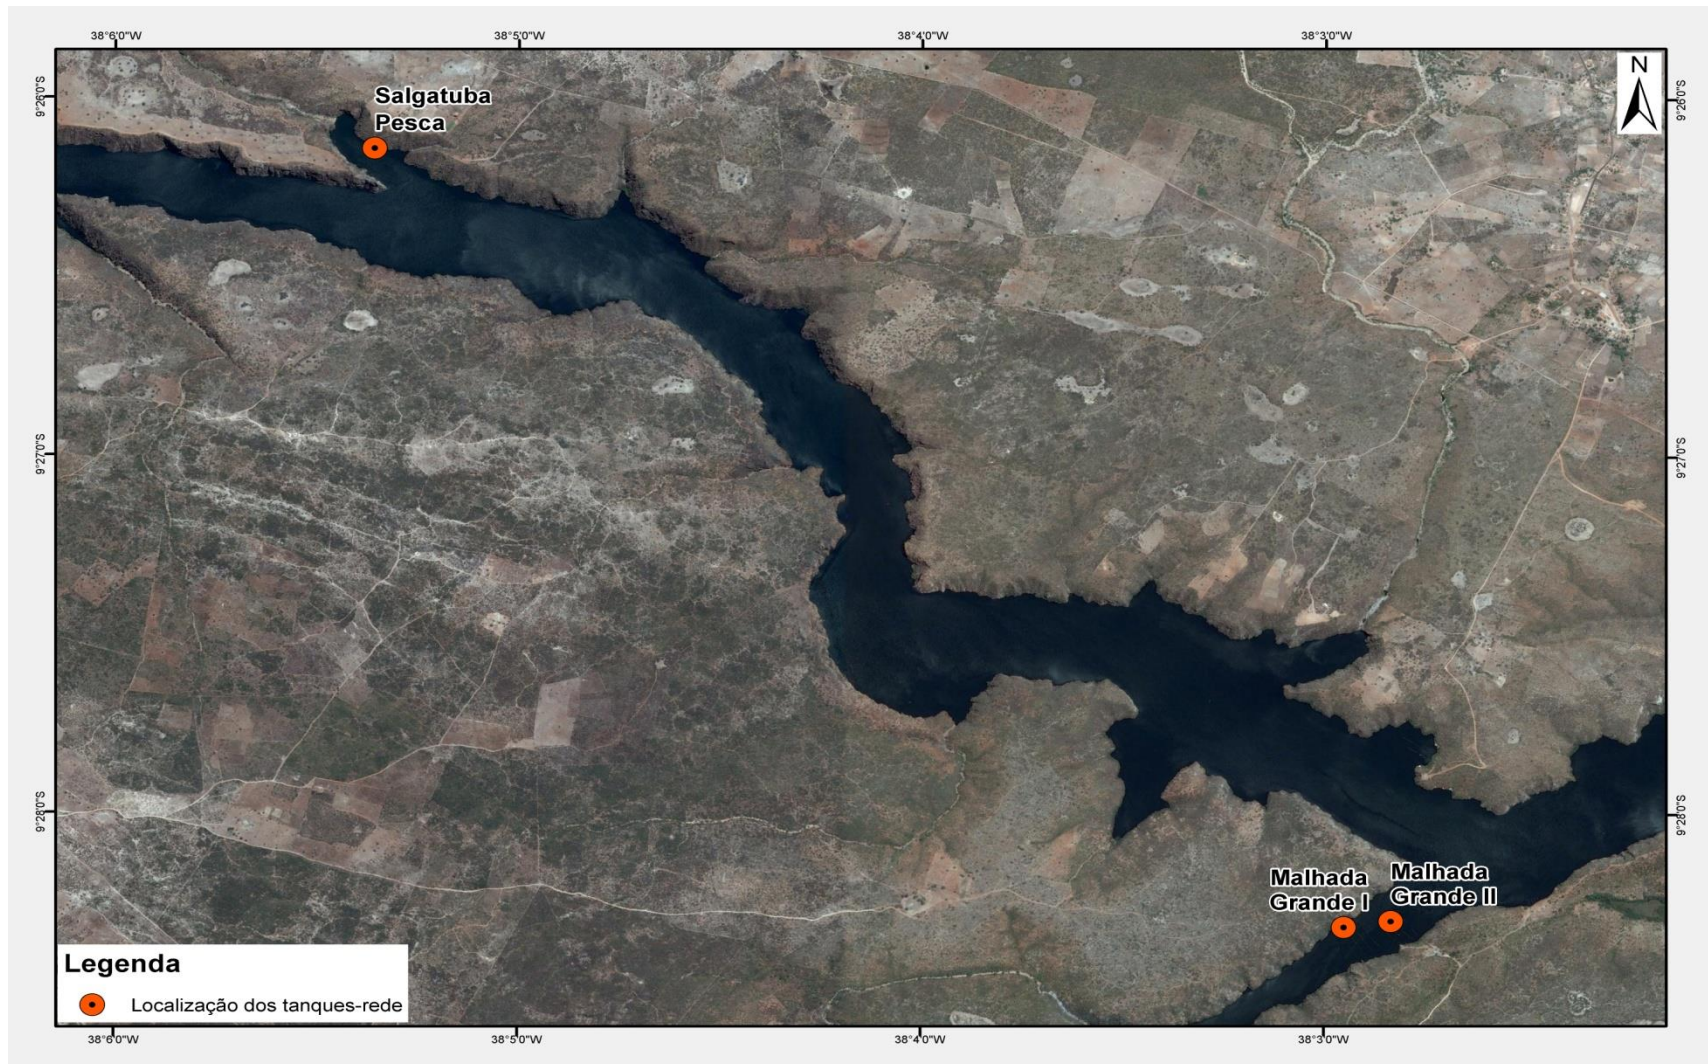 38°6'0"W
38°5'0"W
38°4'0"W
38°3'0"W
9°26'0"S
9°26'0"S
N
Salgatuba
Pesca
9°27'0"S
9°27'0"S
9°28'0"S
9°28'0"S
Malhada
Grande I
Malhada
Grande II
Legenda
Localização dos tanques-rede
38°6'0"W
38°5'0"W
38°4'0"W
38°3'0"W